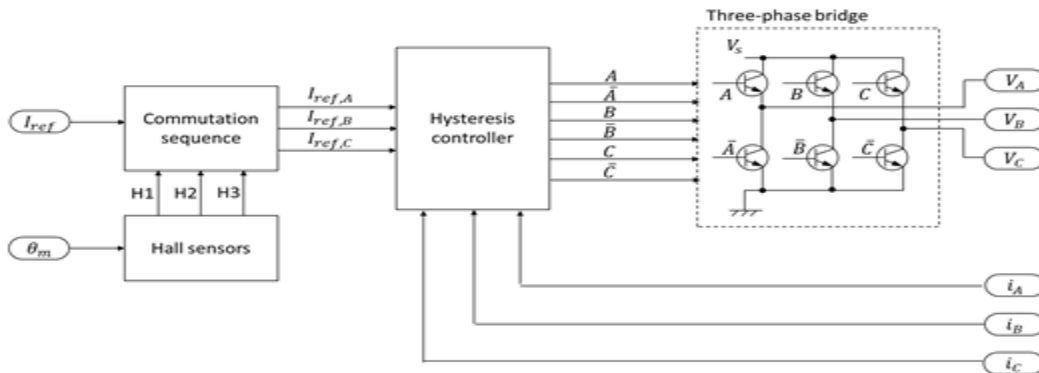 Three-phase bridge
V_s
A
Ā
B
B̄
C
C̄
A
B
C
Ā
B̄
C̄
V_A
V_B
V_C
I_ref
Commutation
sequence
I_ref,A
I_ref,B
I_ref,C
Hysteresis
controller
H1 H2 H3
θ_m
Hall sensors
i_A
i_B
i_C